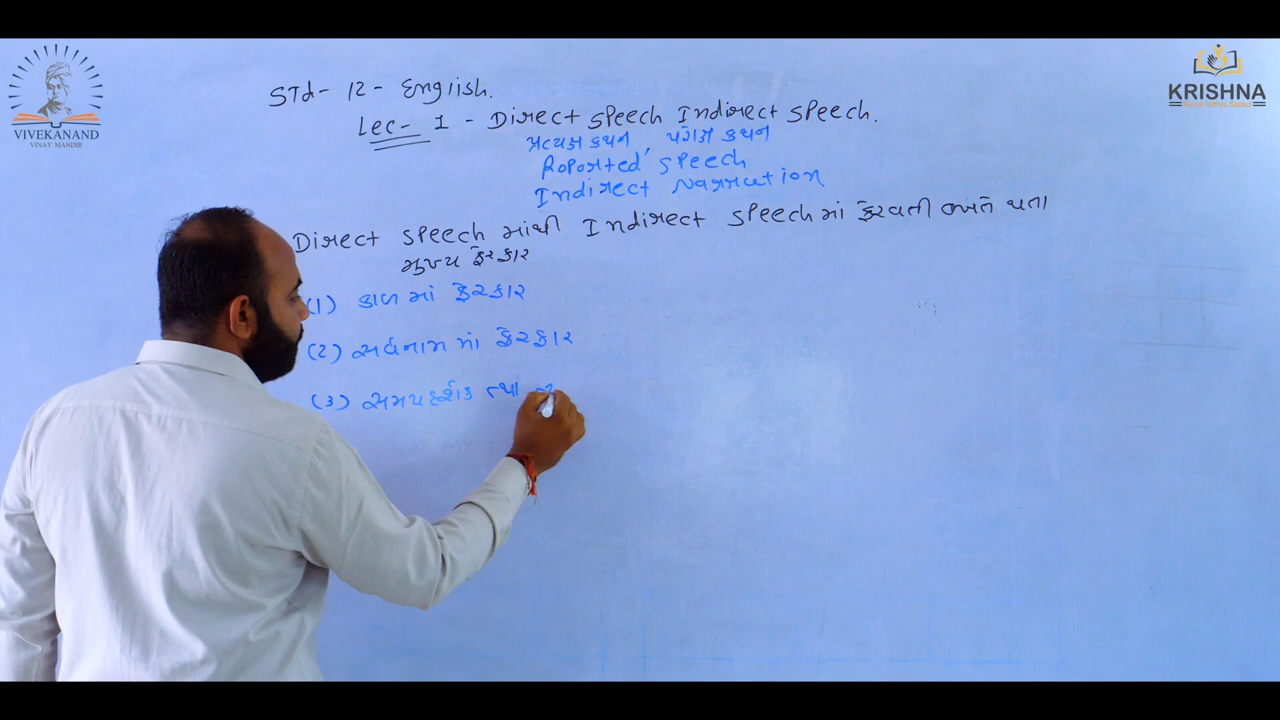 VIVEKANAND
VINAY MANDIR
KRISHNA
STd - 12 - English.
Lec - 1 - Direct speech Indirect speech.
પ્રત્યક્ષ કથન, પરોક્ષ કથન
Reported speech
Indirect Narration
Direct speech માંથી Indirect speech માં ફેરવતી વખતે થતા
મુખ્ય ફેરફાર
(1) કાળ માં ફેરફાર
(2) સર્વનામ માં ફેરફાર
(3) સમયદર્શક તથા